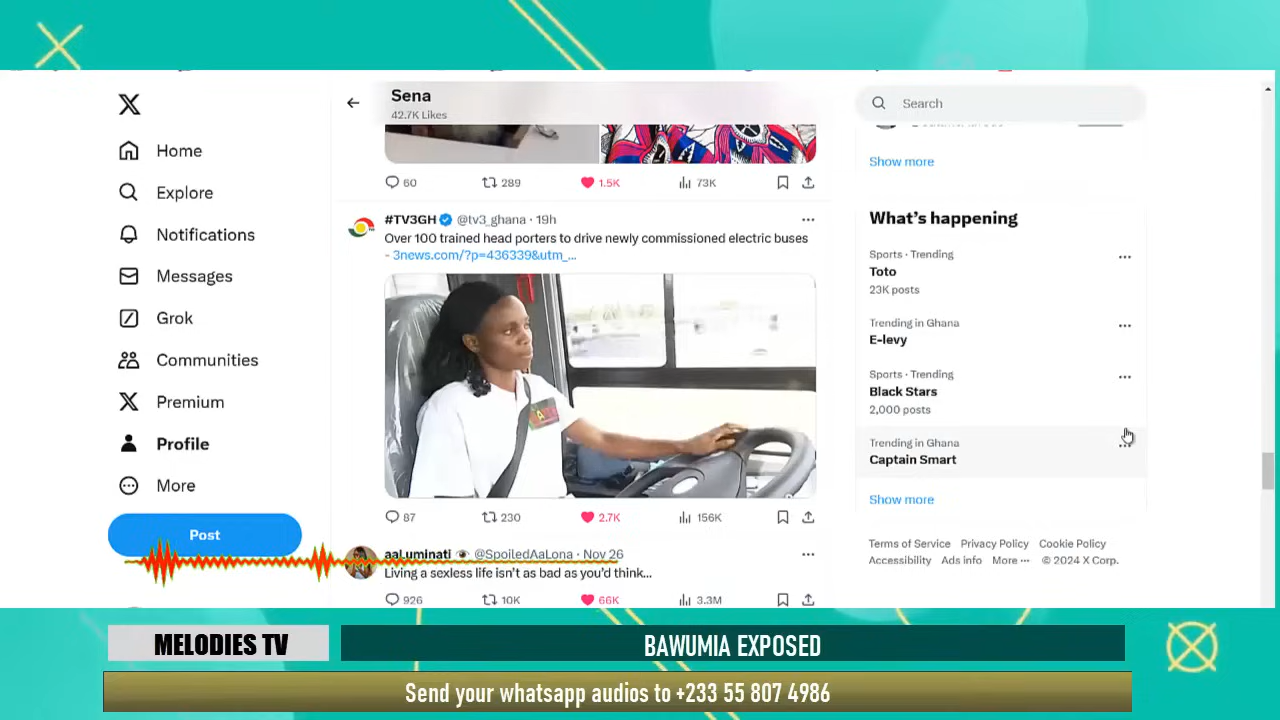 Home
Explore
Notifications
Messages
Grok
Communities
Premium
Profile
More
Post
Sena
42.7K Likes
60
289
1.5K
73K
#TV3GH @tv3_ghana · 19h
Over 100 trained head porters to drive newly commissioned electric buses
- 3news.com/?p=436339&utm_...
87
230
2.7K
156K
aaLuminati @SpoiledAaLona · Nov 26
Living a sexless life isn't as bad as you'd think...
926
10K
66K
3.3M
Search
Show more
What's happening
Sports · Trending
Toto
23K posts
Trending in Ghana
E-levy
Sports · Trending
Black Stars
2,000 posts
Trending in Ghana
Captain Smart
Show more
Terms of Service Privacy Policy Cookie Policy
Accessibility Ads info More ··· © 2024 X Corp.
MELODIES TV
BAWUMIA EXPOSED
Send your whatsapp audios to +233 55 807 4986